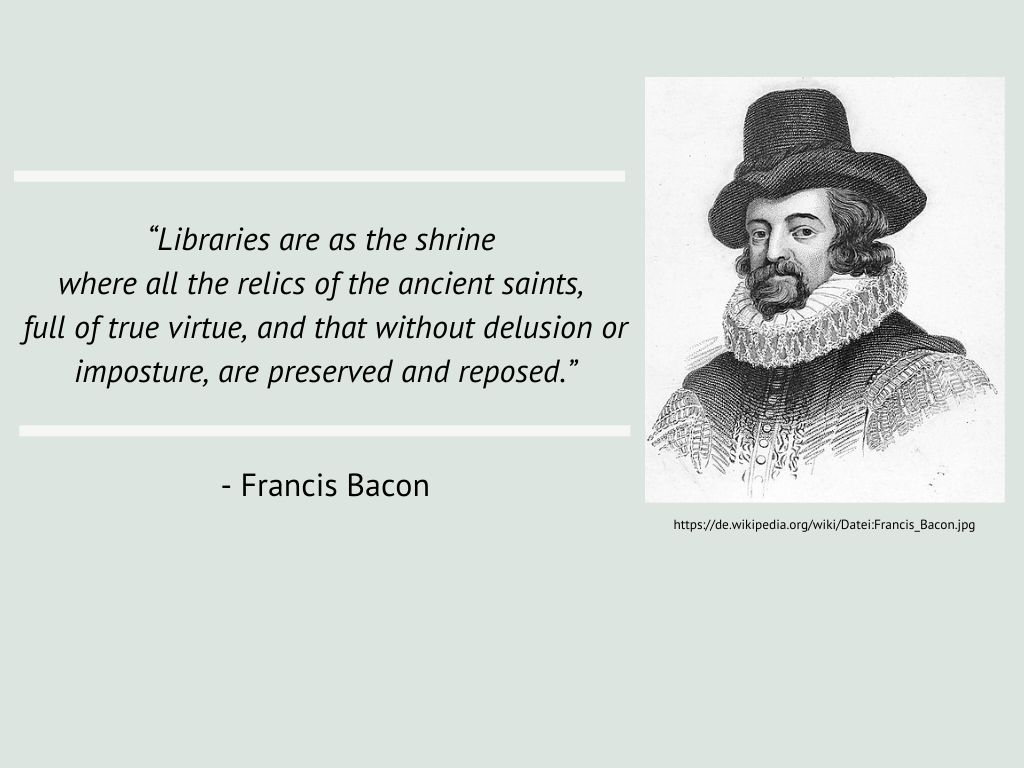 “Libraries are as the shrine
where all the relics of the ancient saints,
full of true virtue, and that without delusion or
imposture, are preserved and reposed.”
- Francis Bacon
https://de.wikipedia.org/wiki/Datei:Francis_Bacon.jpg